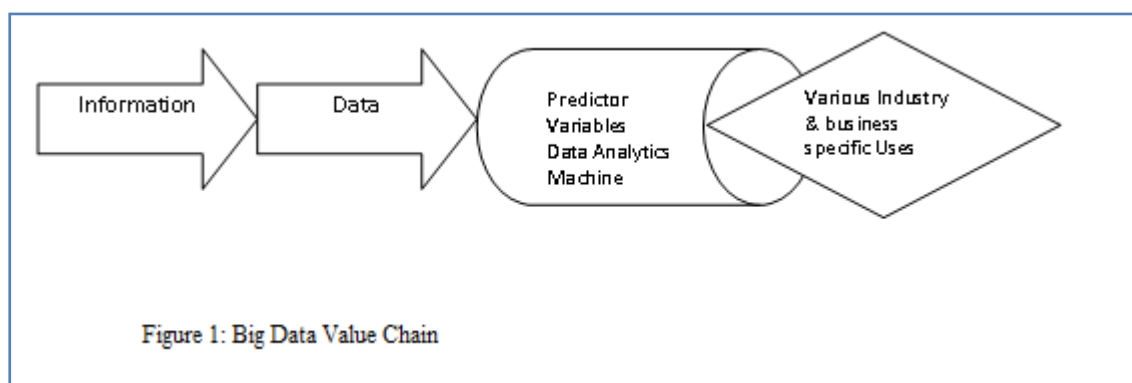 Information
Data
Predictor
Variables
Data Analytics
Machine
Various Industry
& business
specific Uses
Figure 1: Big Data Value Chain